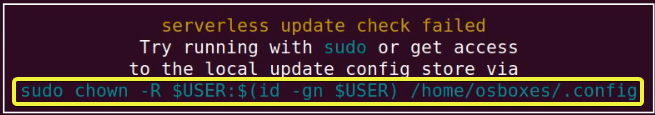 serverless update check failed
Try running with sudo or get access
to the local update config store via
sudo chown -R $USER:$(id -gn $USER) /home/osboxes/.config